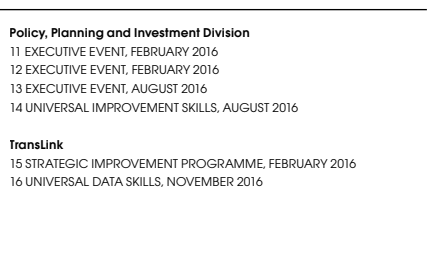 Policy, Planning and Investment Division
11 EXECUTIVE EVENT, FEBRUARY 2016
12 EXECUTIVE EVENT, FEBRUARY 2016
13 EXECUTIVE EVENT, AUGUST 2016
14 UNIVERSAL IMPROVEMENT SKILLS, AUGUST 2016
TransLink
15 STRATEGIC IMPROVEMENT PROGRAMME, FEBRUARY 2016
16 UNIVERSAL DATA SKILLS, NOVEMBER 2016